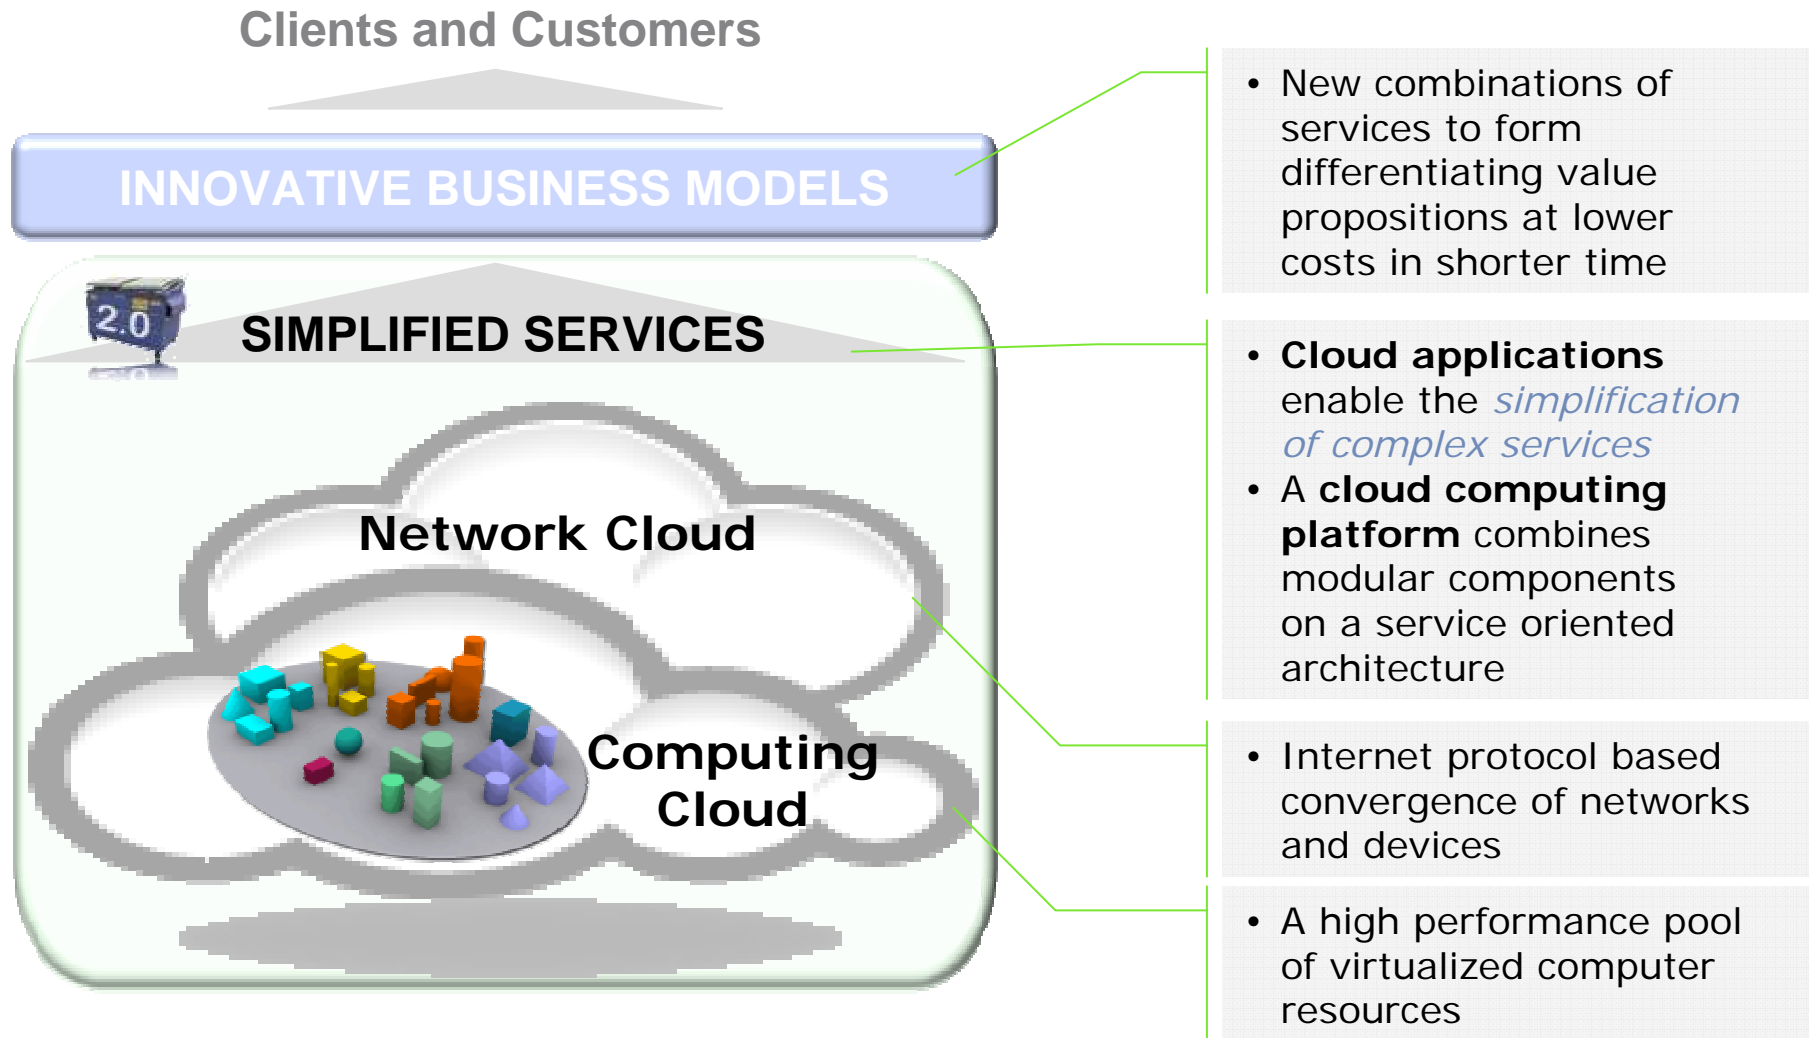 Clients and Customers
INNOVATIVE BUSINESS MODELS
2.0
SIMPLIFIED SERVICES
Network Cloud
Computing
Cloud
• New combinations of
services to form
differentiating value
propositions at lower
costs in shorter time
• Cloud applications
enable the simplification
of complex services
• A cloud computing
platform combines
modular components
on a service oriented
architecture
• Internet protocol based
convergence of networks
and devices
• A high performance pool
of virtualized computer
resources